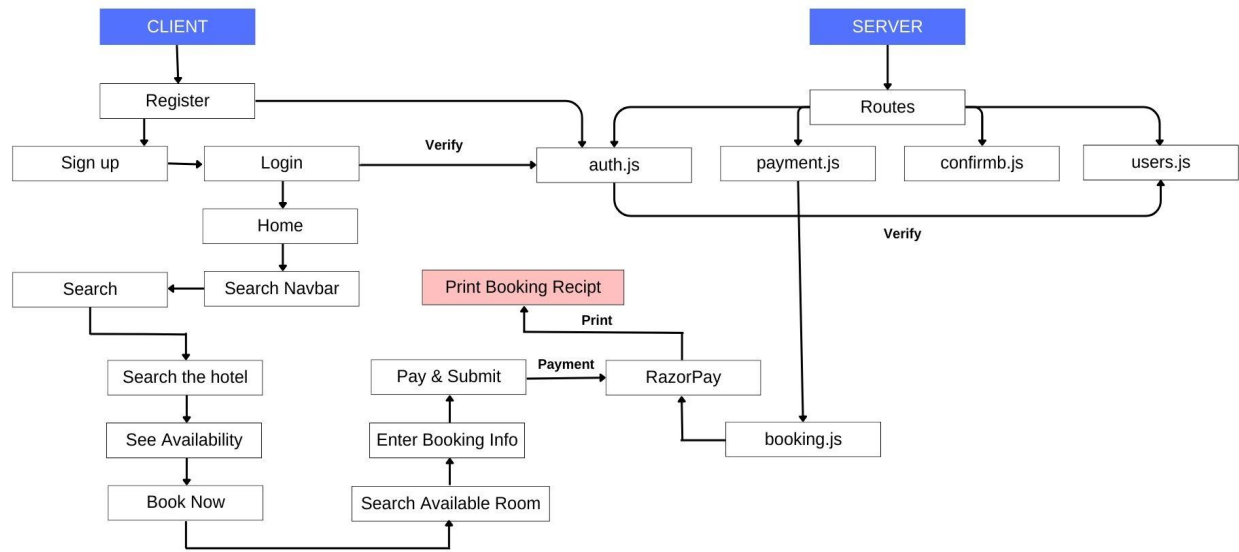 CLIENT
SERVER
Register
Routes
Verify
Sign up
Login
auth.js
payment.js
confirmb.js
users.js
Home
Verify
Search
Search Navbar
Print Booking Recipt
Print
Search the hotel
Pay & Submit
Payment
RazorPay
See Availability
Enter Booking Info
booking.js
Book Now
Search Available Room